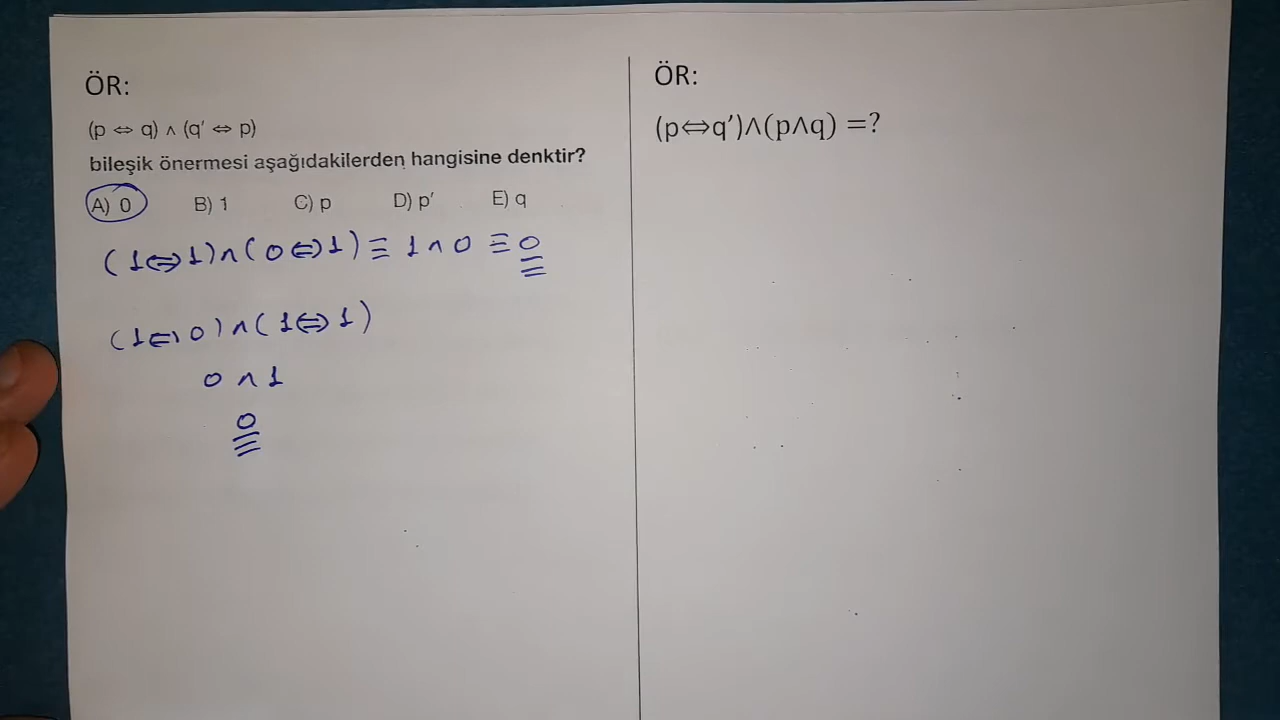 ÖR:
(p ⇔ q) ∧ (q′ ⇔ p)
bileşik önermesi aşağıdakilerden hangisine denktir?
A) 0 B) 1 C) p D) p′ E) q
(1⇔1)∧(0⇔1)≡1∧0≡0
(1⇔0)∧(1⇔1)
0∧1
0
ÖR:
(p⇔q′)∧(p∧q) =?